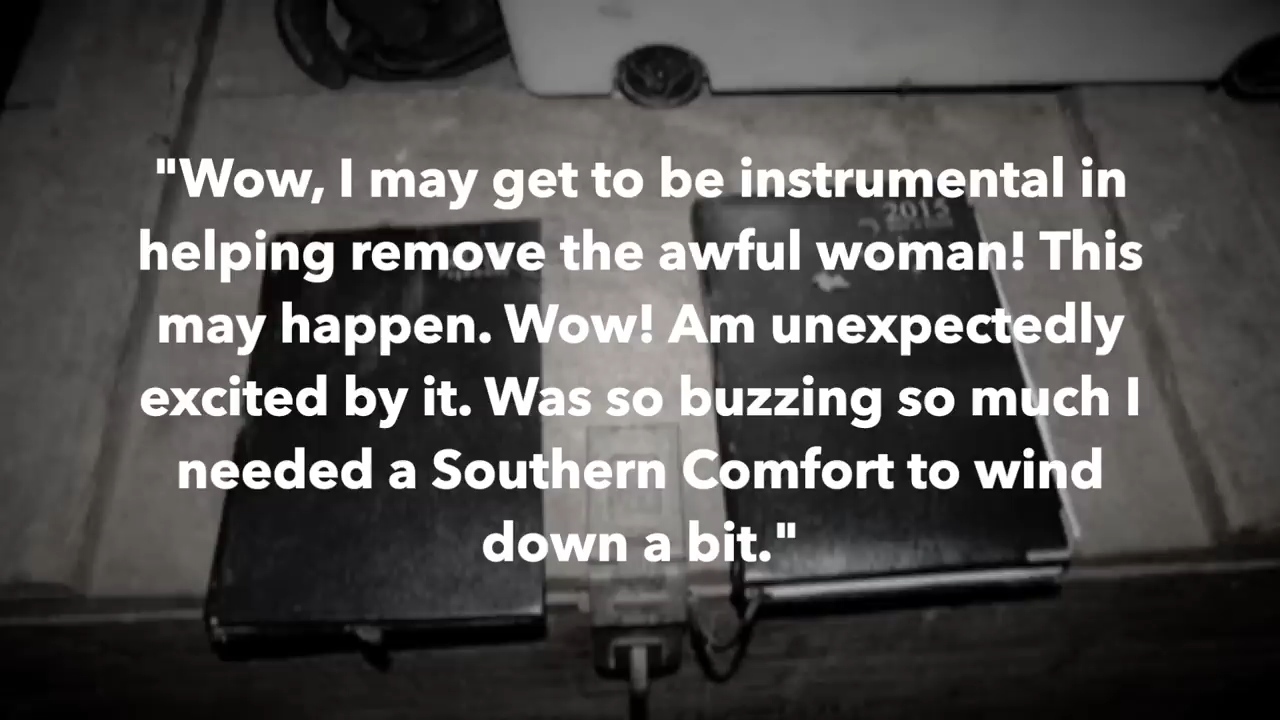 "Wow, I may get to be instrumental in
helping remove the awful woman! This
may happen. Wow! Am unexpectedly
excited by it. Was so buzzing so much I
needed a Southern Comfort to wind
down a bit."
2015